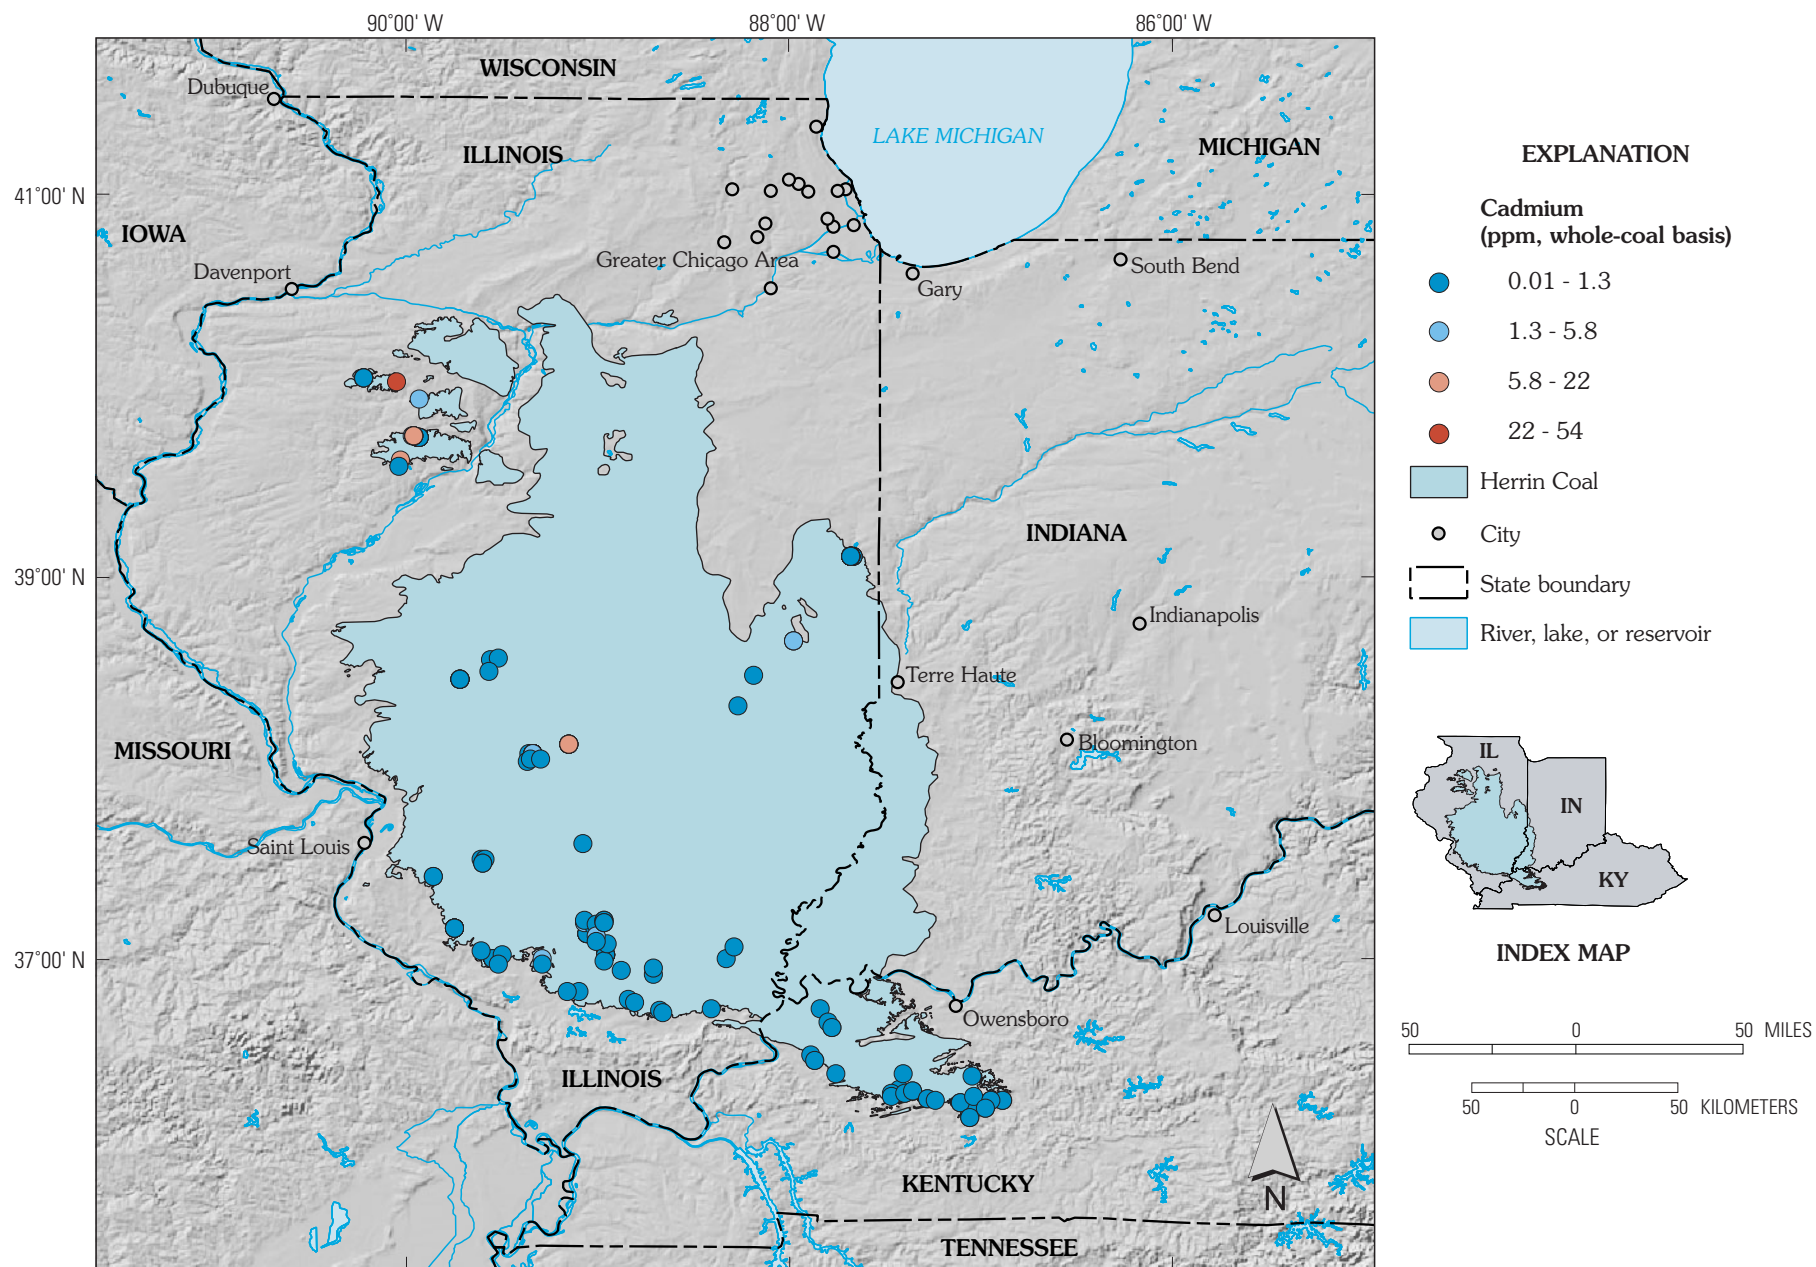 90°00' W
88°00' W
86°00' W
WISCONSIN
Dubuque
LAKE MICHIGAN
ILLINOIS
MICHIGAN
41°00' N
IOWA
Greater Chicago Area
Davenport
South Bend
Gary
INDIANA
39°00' N
Indianapolis
Terre Haute
Bloomington
MISSOURI
Saint Louis
Louisville
37°00' N
Owensboro
ILLINOIS
KENTUCKY
N
TENNESSEE
EXPLANATION
Cadmium
(ppm, whole-coal basis)
0.01 - 1.3
1.3 - 5.8
5.8 - 22
22 - 54
Herrin Coal
City
State boundary
River, lake, or reservoir
IL
IN
KY
INDEX MAP
50 0 50 MILES
50 0 50 KILOMETERS
SCALE